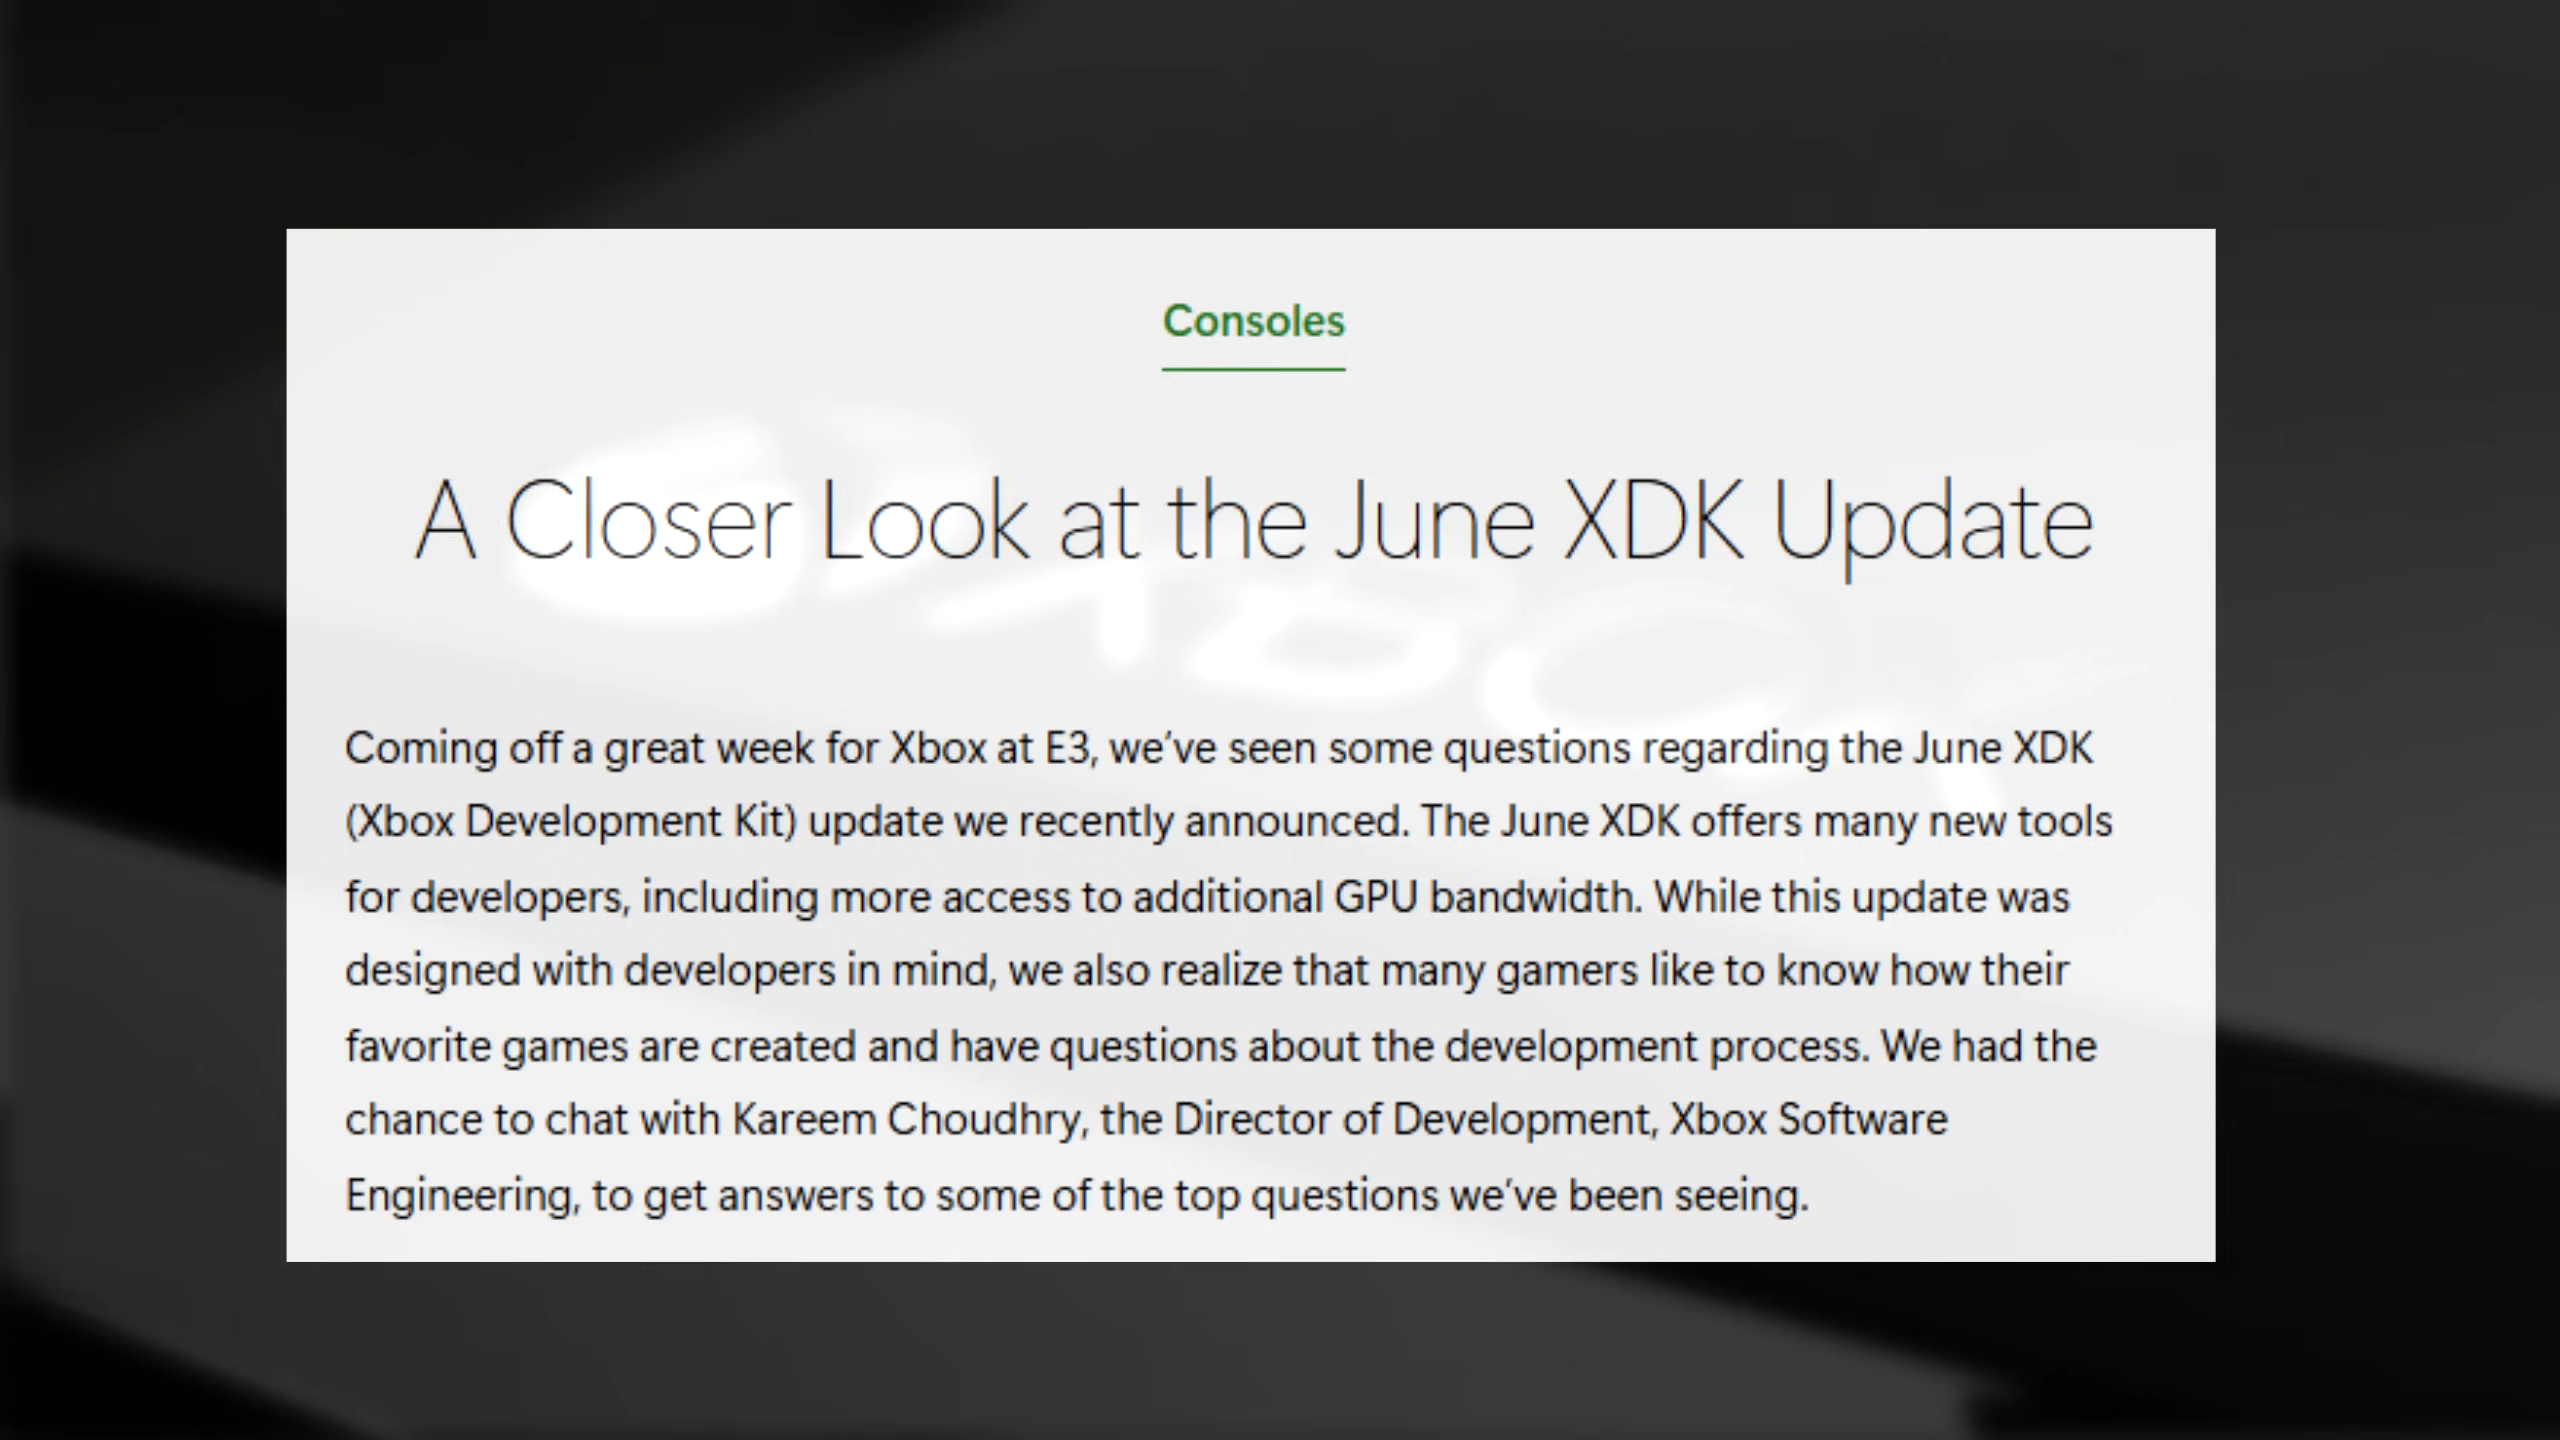 Consoles
A Closer Look at the June XDK Update
Coming off a great week for Xbox at E3, we’ve seen some questions regarding the June XDK
(Xbox Development Kit) update we recently announced. The June XDK offers many new tools
for developers, including more access to additional GPU bandwidth. While this update was
designed with developers in mind, we also realize that many gamers like to know how their
favorite games are created and have questions about the development process. We had the
chance to chat with Kareem Choudhry, the Director of Development, Xbox Software
Engineering, to get answers to some of the top questions we’ve been seeing.